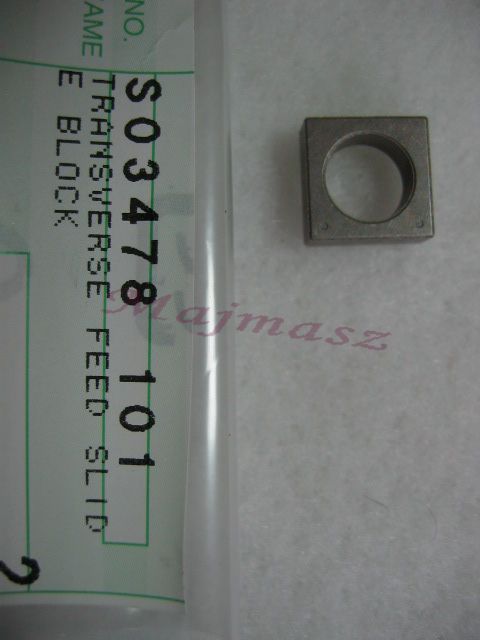 NO.
AME
S03478 101
TRANSVERSE FEED SLID
E BLOCK
2
Majmasz